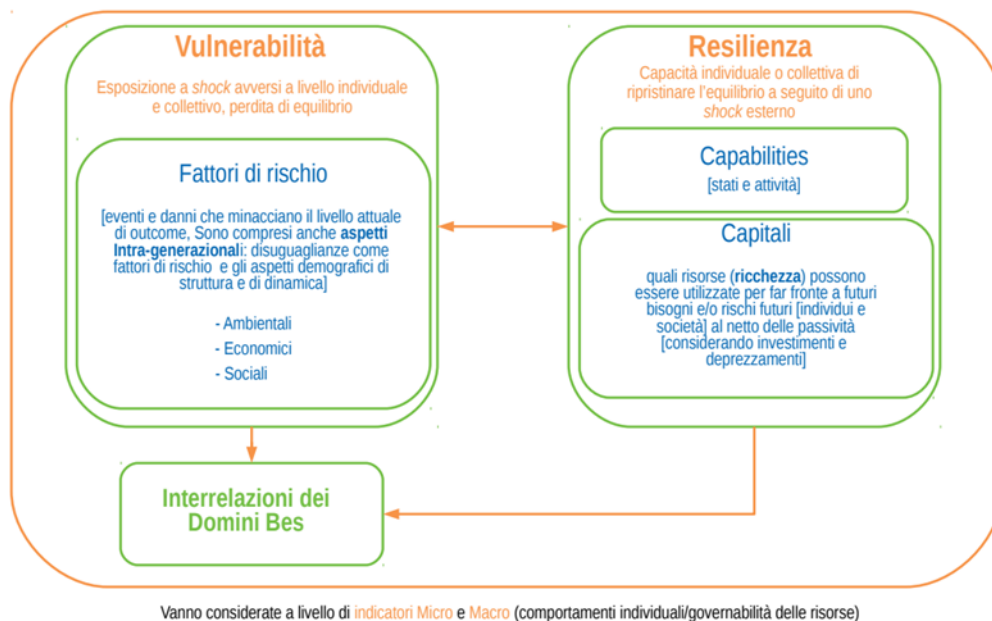 Vulnerabilità
Esposizione a shock avversi a livello individuale
e collettivo, perdita di equilibrio
Fattori di rischio
[eventi e danni che minacciano il livello attuale
di outcome, Sono compresi anche aspetti
Intra-generazionali: disuguaglianze come
fattori di rischio e gli aspetti demografici di
struttura e di dinamica]
- Ambientali
- Economici
- Sociali
Resilienza
Capacità individuale o collettiva di
ripristinare l'equilibrio a seguito di uno
shock esterno
Capabilities
[stati e attività]
Capitali
quali risorse (ricchezza) possono
essere utilizzate per far fronte a futuri
bisogni e/o rischi futuri [individui e
società] al netto delle passività
[considerando investimenti e
deprezzamenti]
Interrelazioni dei
Domini Bes
Vanno considerate a livello di indicatori Micro e Macro (comportamenti individuali/governabilità delle risorse)